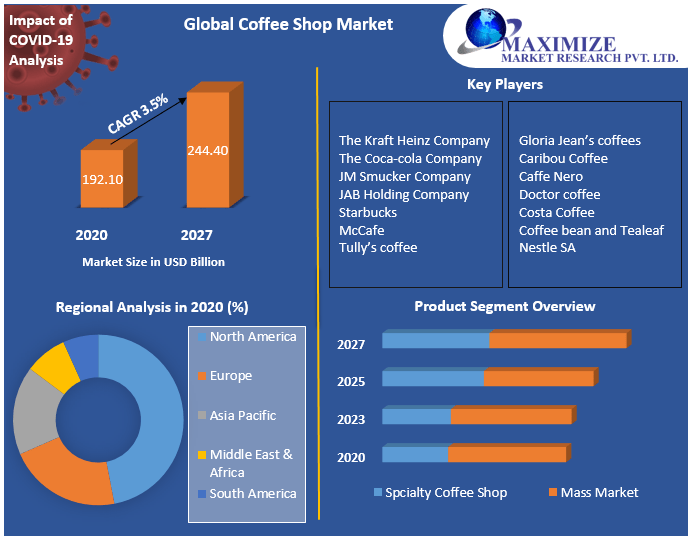 Impact of
COVID-19
Analysis
Global Coffee Shop Market
MAXIMIZE
MARKET RESEARCH PVT. LTD.
CAGR 3.5%
192.10
244.40
2020
2027
Market Size in USD Billion
Key Players
The Kraft Heinz Company
The Coca-cola Company
JM Smucker Company
JAB Holding Company
Starbucks
McCafe
Tully's coffee
Gloria Jean's coffees
Caribou Coffee
Caffe Nero
Doctor coffee
Costa Coffee
Coffee bean and Tealeaf
Nestle SA
Regional Analysis in 2020 (%)
North America
Europe
Asia Pacific
Middle East &
Africa
South America
Product Segment Overview
2027
2025
2023
2020
Spcialty Coffee Shop
Mass Market